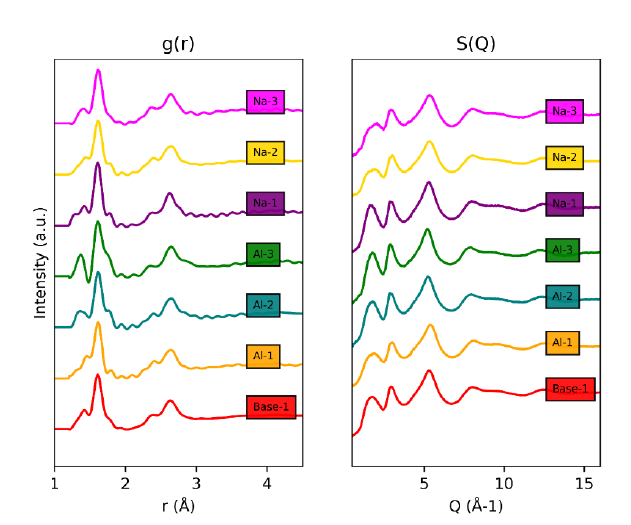 g(r)
S(Q)
Intensity (a.u.)
Na-3
Na-2
Na-1
Al-3
Al-2
Al-1
Base-1
Na-3
Na-2
Na-1
Al-3
Al-2
Al-1
Base-1
1 2 3 4
5 10 15
r (Å)
Q (Å-1)